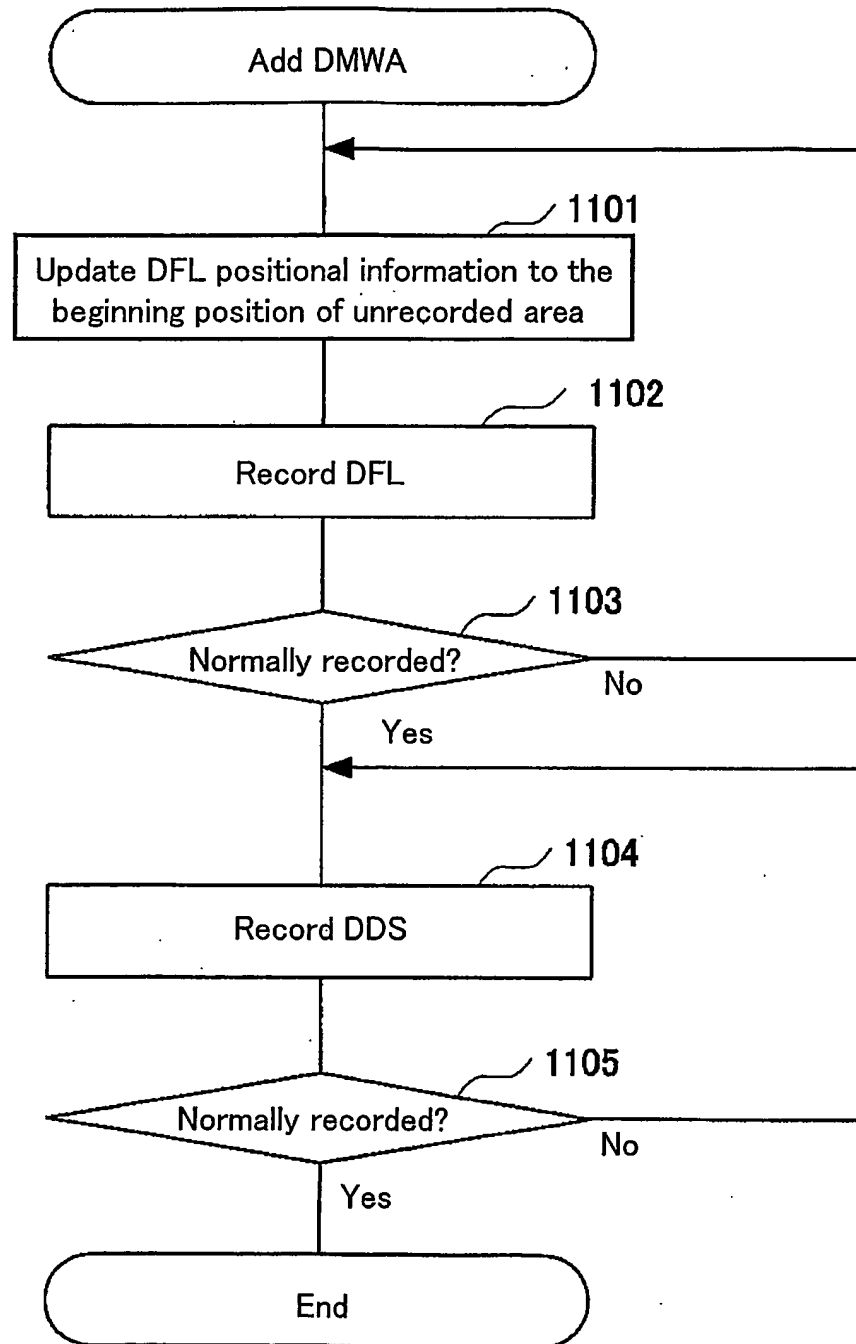 Add DMWA
1101
Update DFL positional information to the
beginning position of unrecorded area
1102
Record DFL
1103
Normally recorded?
No
Yes
1104
Record DDS
1105
Normally recorded?
No
Yes
End